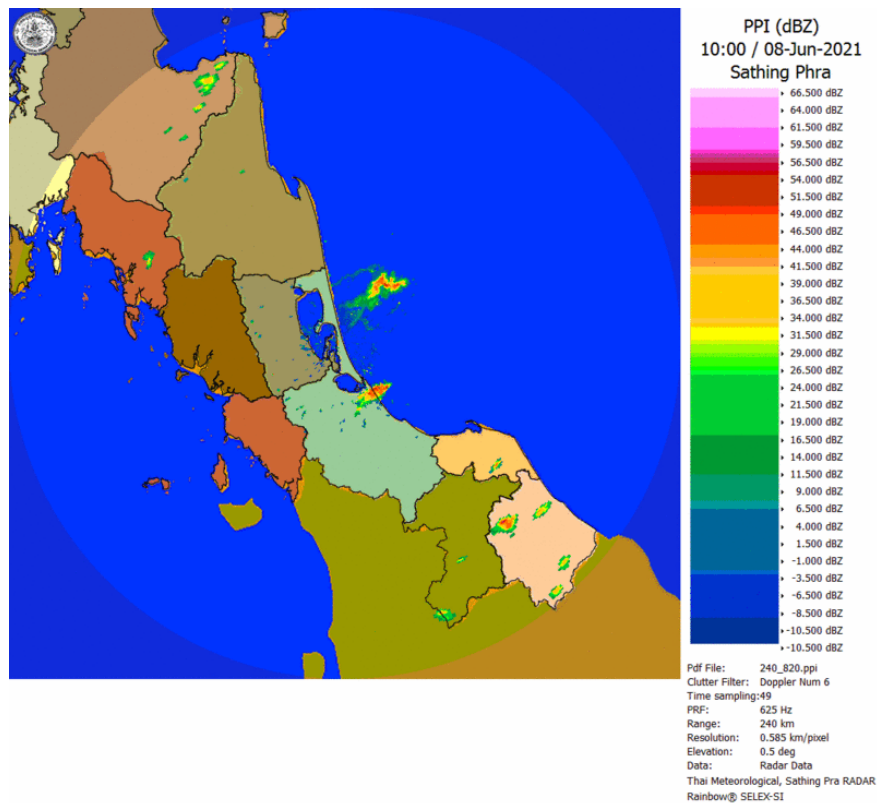 PPI (dBZ)
10:00 / 08-Jun-2021
Sathing Phra
66.500 dBZ
64.000 dBZ
61.500 dBZ
59.500 dBZ
56.500 dBZ
54.000 dBZ
51.500 dBZ
49.000 dBZ
46.500 dBZ
44.000 dBZ
41.500 dBZ
39.000 dBZ
36.500 dBZ
34.000 dBZ
31.500 dBZ
29.000 dBZ
26.500 dBZ
24.000 dBZ
21.500 dBZ
16.500 dBZ
14.000 dBZ
11.500 dBZ
9.000 dBZ
6.500 dBZ
4.000 dBZ
1.500 dBZ
-1.000 dBZ
-3.500 dBZ
-6.500 dBZ
-8.500 dBZ
-10.500 dBZ
-10.500 dBZ
Pdf File: 240_820.ppi
Clutter Filter: Doppler Num 6
Time sampling:49
PRF: 625 Hz
Range: 240 km
Resolution: 0.585 km/pixel
Elevation: 0.5 deg
Data: Radar Data
Thai Meteorological, Sathing Pra RADAR
Rainbow® SELEX-SI